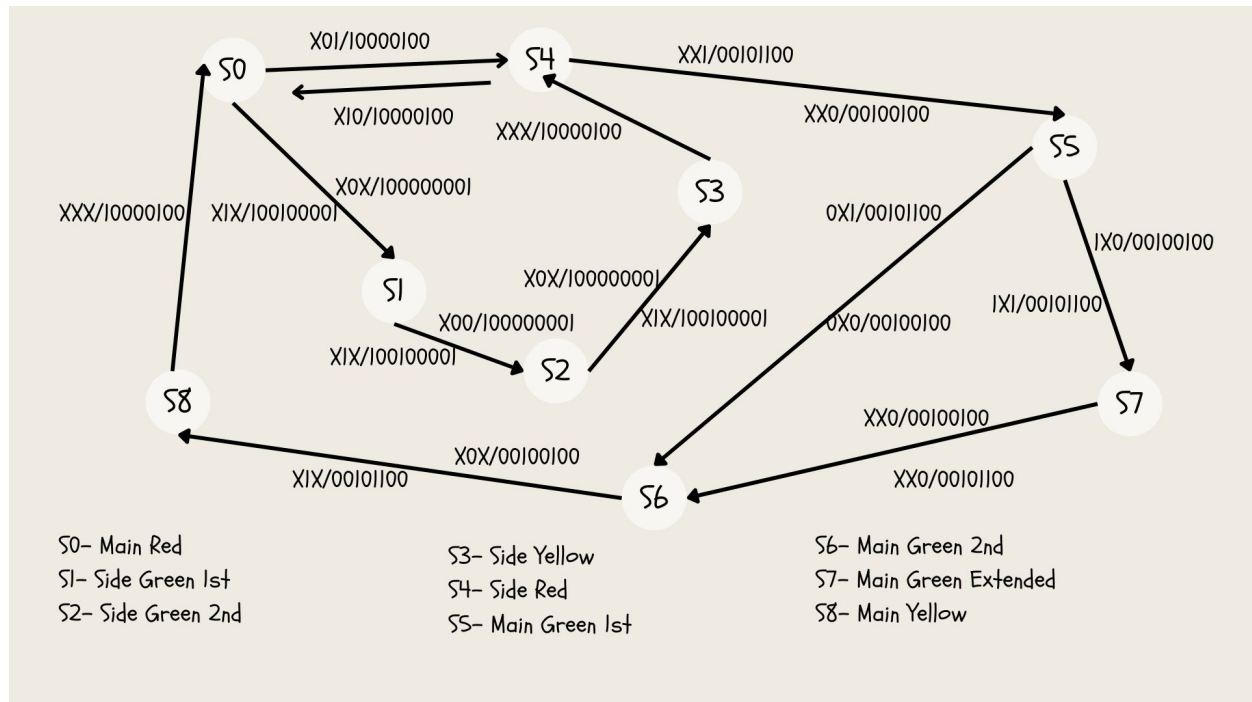 X01/10000100
S0
S4
XX1/00101100
X10/10000100
XXX/10000100
XX0/00100100
S5
S3
X0X/10000001
XXX/10000100
X1X/100100001
0X1/00101100
1X0/00100100
X0X/10000001
S1
X00/10000001
X1X/10010001
0X0/00100100
1X1/00101100
X1X/10010001
S2
S8
S7
XX0/00100100
X0X/00100100
X1X/00101100
S6
XX0/00101100
S0- Main Red
S1- Side Green 1st
S2- Side Green 2nd
S3- Side Yellow
S4- Side Red
S5- Main Green 1st
S6- Main Green 2nd
S7- Main Green Extended
S8- Main Yellow